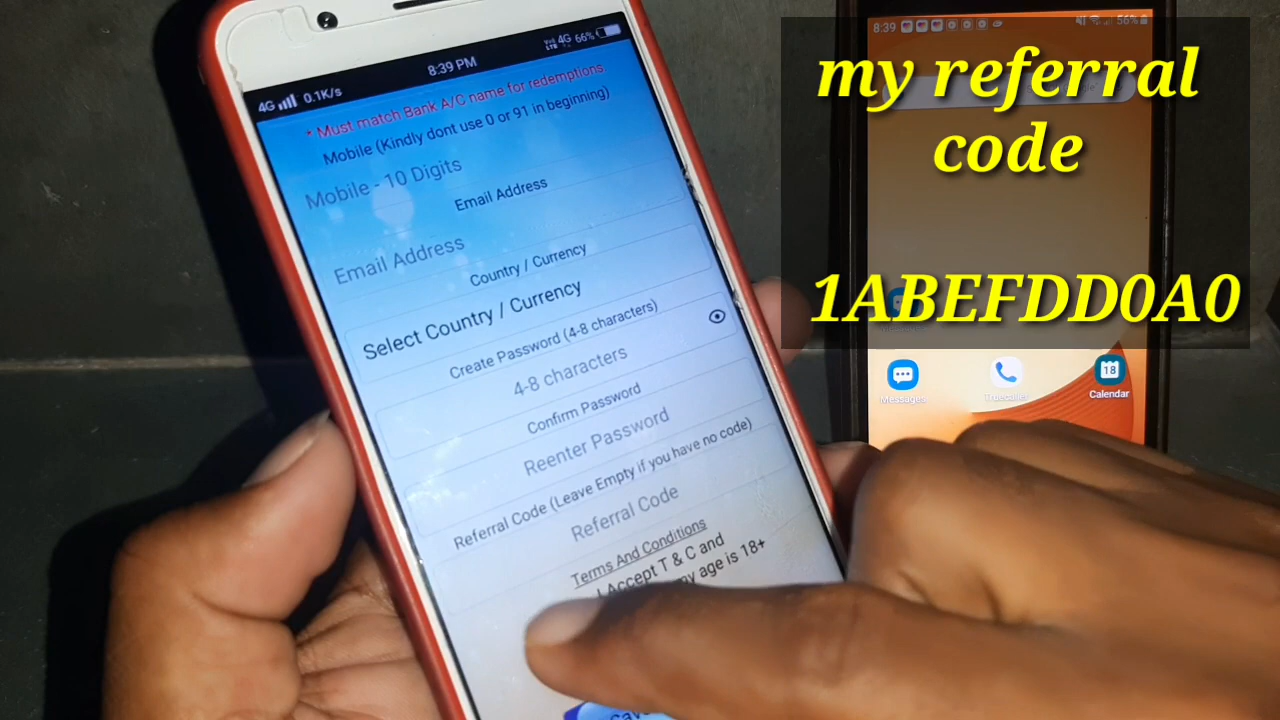 4G 0.1K/s
8:39 PM
4G 66%
* Must match Bank A/C name for redemptions
Mobile (Kindly dont use 0 or 91 in beginning)
Mobile - 10 Digits
Email Address
Email Address
Country / Currency
Select Country / Currency
Create Password (4-8 characters)
4-8 characters
Confirm Password
Reenter Password
Referral Code (Leave Empty if you have no code)
Referral Code
Terms And Conditions
I Accept T & C and
my age is 18+
8:39
56%
my referral
code
1ABEFDD0A0
18
Messages
Truecaller
Calendar